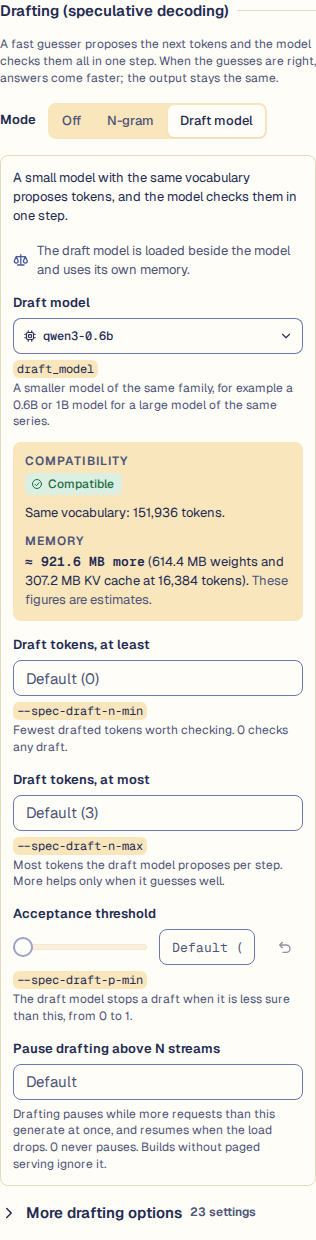 Drafting (speculative decoding)
A fast guesser proposes the next tokens and the model
checks them all in one step. When the guesses are right,
answers come faster; the output stays the same.
Mode Off N-gram Draft model
A small model with the same vocabulary
proposes tokens, and the model checks them in
one step.
The draft model is loaded beside the model
and uses its own memory.
Draft model
qwen3-0.6b
draft_model
A smaller model of the same family, for example a
0.6B or 1B model for a large model of the same
series.
COMPATIBILITY
Compatible
Same vocabulary: 151,936 tokens.
MEMORY
≈ 921.6 MB more (614.4 MB weights and
307.2 MB KV cache at 16,384 tokens). These
figures are estimates.
Draft tokens, at least
Default (0)
--spec-draft-n-min
Fewest drafted tokens worth checking. 0 checks
any draft.
Draft tokens, at most
Default (3)
--spec-draft-n-max
Most tokens the draft model proposes per step.
More helps only when it guesses well.
Acceptance threshold
Default (
--spec-draft-p-min
The draft model stops a draft when it is less sure
than this, from 0 to 1.
Pause drafting above N streams
Default
Drafting pauses while more requests than this
generate at once, and resumes when the load
drops. 0 never pauses. Builds without paged
serving ignore it.
More drafting options 23 settings